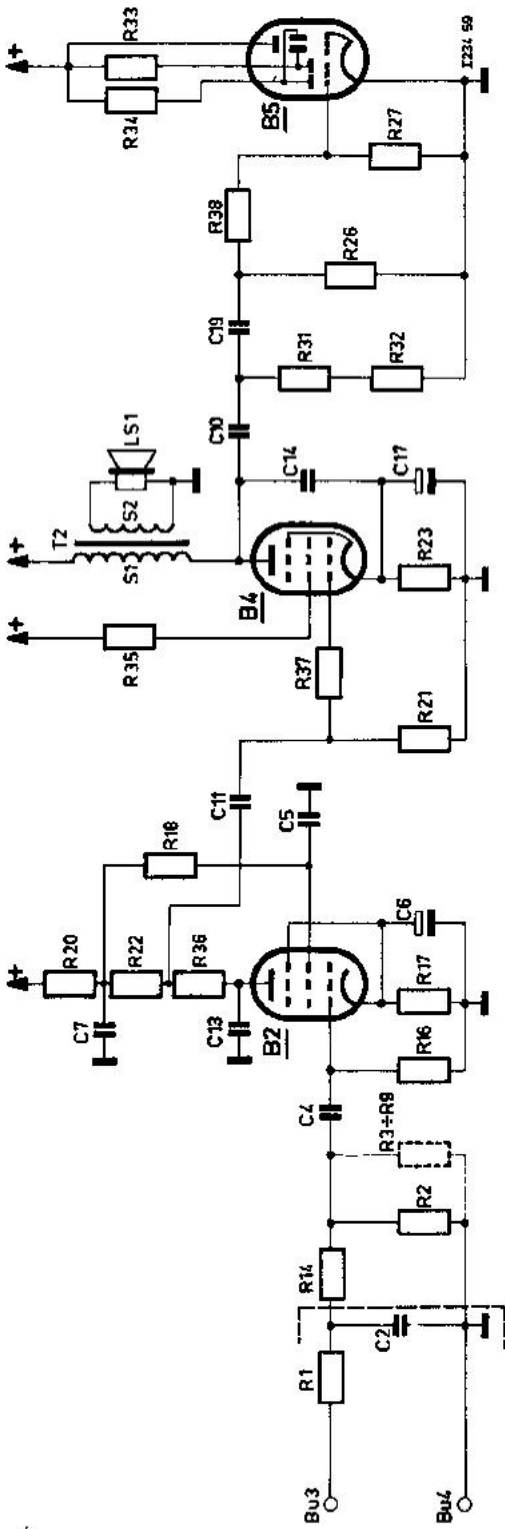 Bu3
Bu4
R1
C2
R14
R2
R3÷R9
C4
R16
R17
C6
B2
C13
C7
R20
R22
R36
R18
C5
C11
R21
R37
R23
C17
B4
C14
R35
+
+
+
+
T2
S1
S2
LS1
C10
R31
R32
C19
R26
R38
R27
B5
R34
R33
I234 59